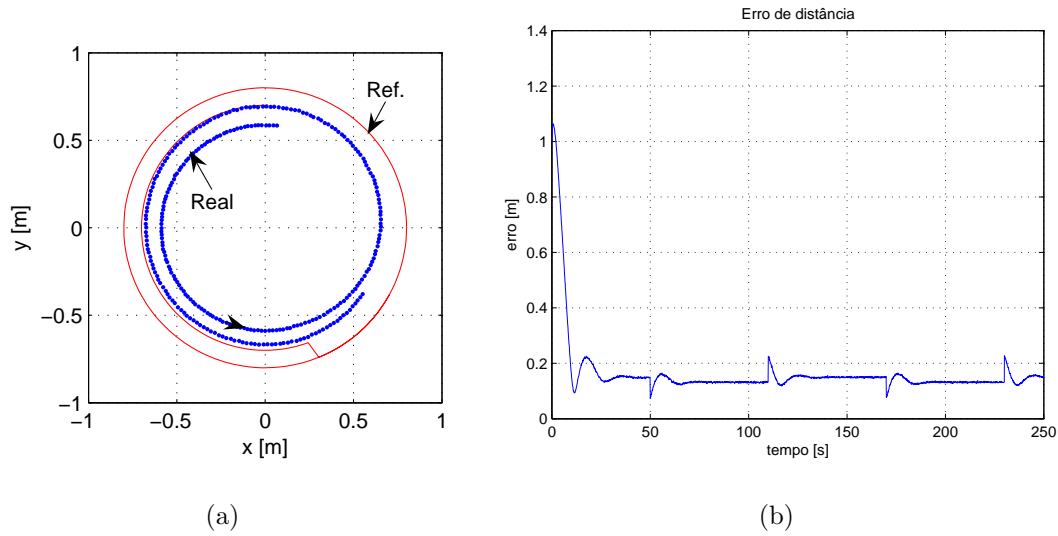 1
0.5
0
−0.5
−1
−1
−0.5
0
0.5
1
y [m]
x [m]
Ref.
Real
(a)
Erro de distância
1.4
1.2
1
0.8
0.6
0.4
0.2
0
0
50
100
150
200
250
erro [m]
tempo [s]
(b)